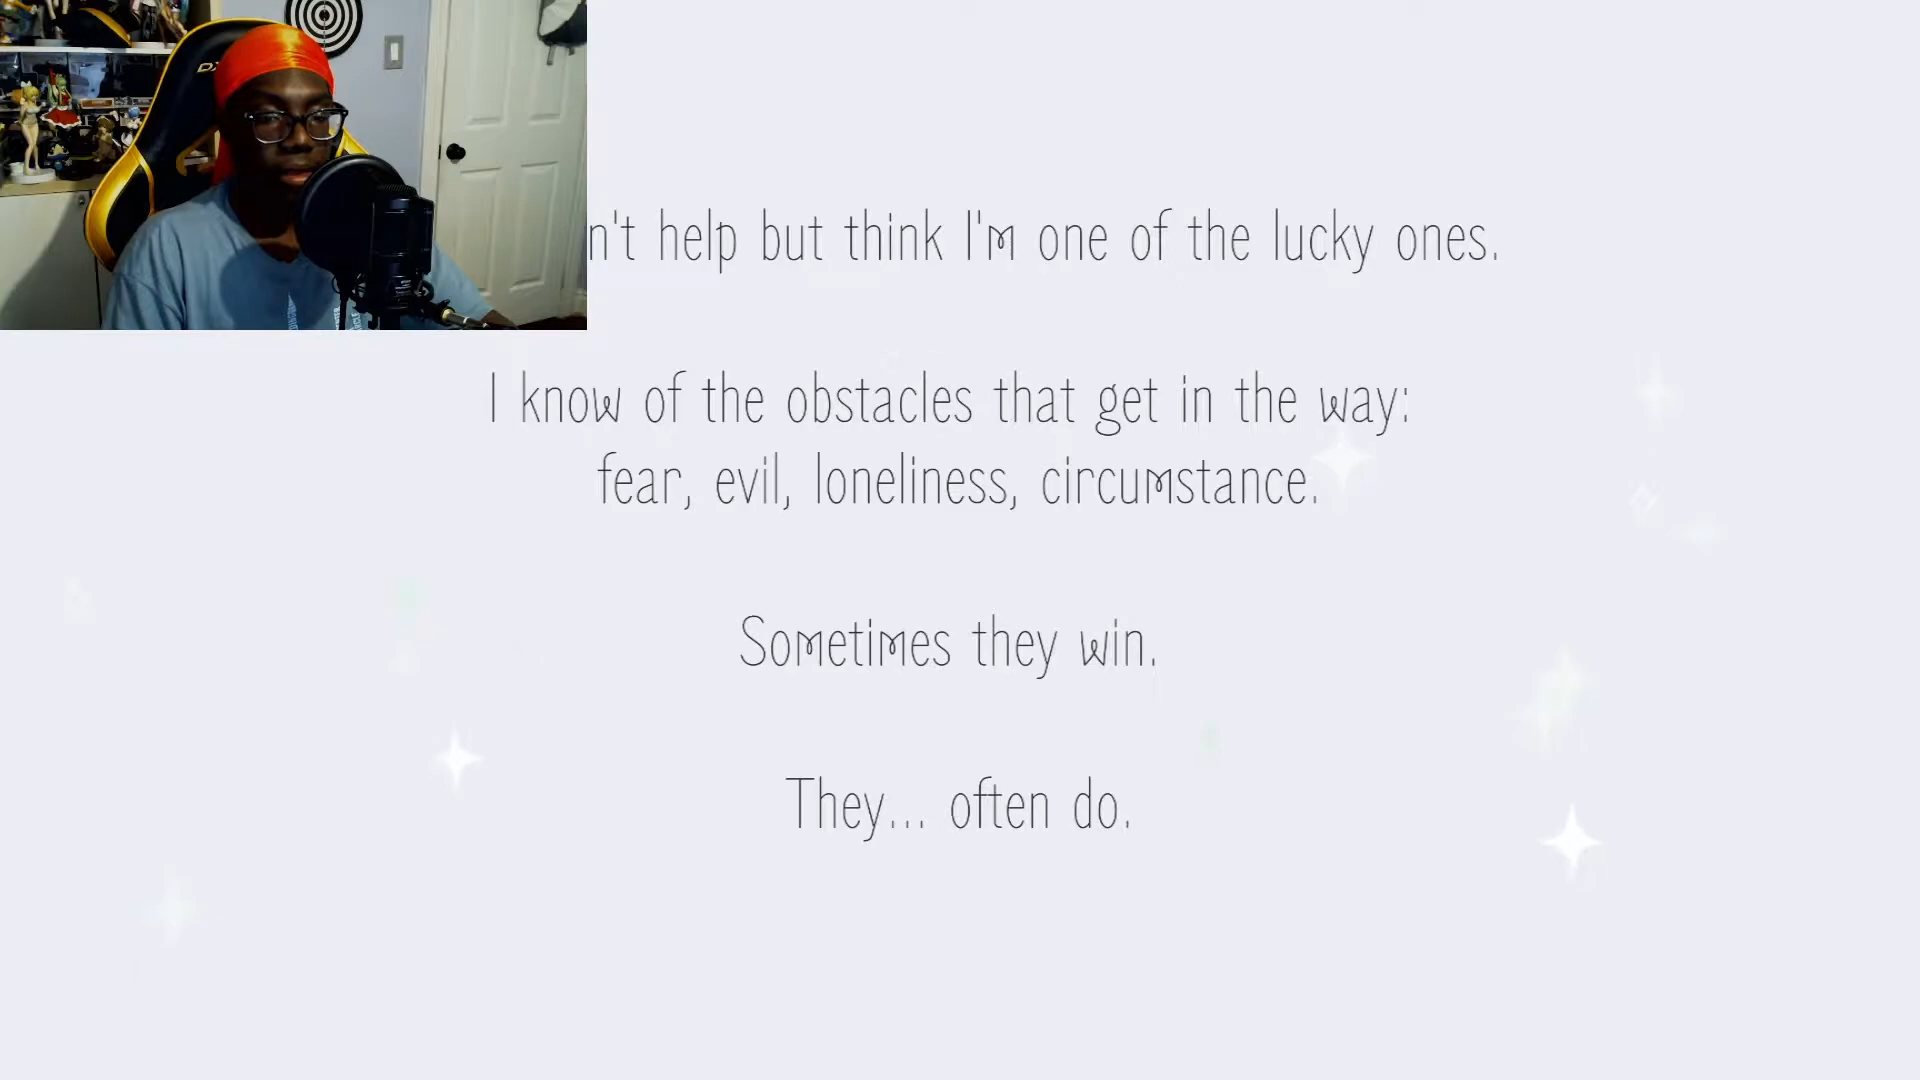 n't help but think I'm one of the lucky ones.
I know of the obstacles that get in the way:
fear, evil, loneliness, circumstance.
Sometimes they win.
They... often do.